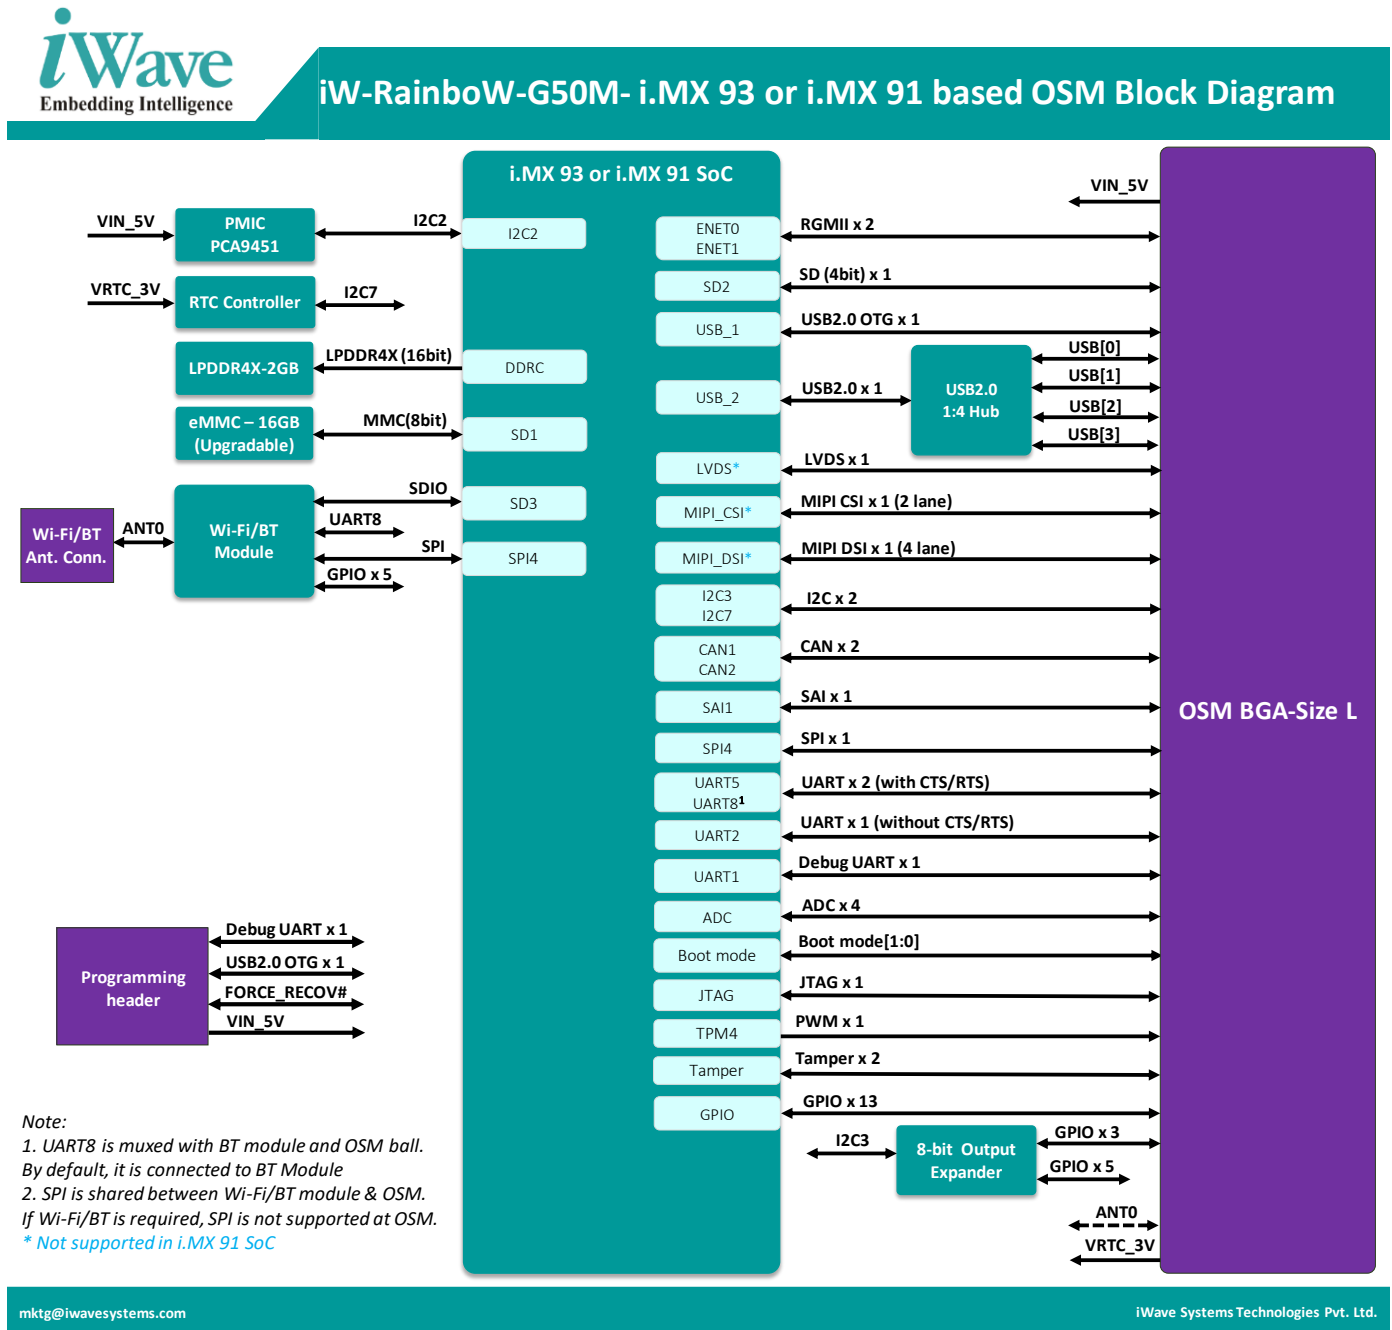 iWave
Embedding Intelligence
iW-RainboW-G50M- i.MX 93 or i.MX 91 based OSM Block Diagram
i.MX 93 or i.MX 91 SoC
VIN_5V
PMIC
PCA9451
I2C2
I2C2
VRTC_3V
RTC Controller
I2C7
LPDDR4X-2GB
LPDDR4X (16bit)
DDRC
eMMC – 16GB
(Upgradable)
MMC(8bit)
SD1
Wi-Fi/BT
Ant. Conn.
ANT0
Wi-Fi/BT
Module
SDIO
SD3
UART8
SPI
SPI4
GPIO x 5
ENET0
ENET1
RGMII x 2
SD2
SD (4bit) x 1
USB_1
USB2.0 OTG x 1
USB_2
USB2.0 x 1
USB2.0
1:4 Hub
USB[0]
USB[1]
USB[2]
USB[3]
LVDS*
LVDS x 1
MIPI_CSI*
MIPI CSI x 1 (2 lane)
MIPI_DSI*
MIPI DSI x 1 (4 lane)
I2C3
I2C7
I2C x 2
CAN1
CAN2
CAN x 2
SAI1
SAI x 1
SPI4
SPI x 1
UART5
UART81
UART x 2 (with CTS/RTS)
UART2
UART x 1 (without CTS/RTS)
UART1
Debug UART x 1
ADC
ADC x 4
Boot mode
Boot mode[1:0]
JTAG
JTAG x 1
TPM4
PWM x 1
Tamper
Tamper x 2
GPIO
GPIO x 13
I2C3
8-bit Output
Expander
GPIO x 3
GPIO x 5
VIN_5V
OSM BGA-Size L
ANT0
VRTC_3V
Programming
header
Debug UART x 1
USB2.0 OTG x 1
FORCE_RECOV#
VIN_5V
Note:
1. UART8 is muxed with BT module and OSM ball.
By default, it is connected to BT Module
2. SPI is shared between Wi-Fi/BT module & OSM.
If Wi-Fi/BT is required, SPI is not supported at OSM.
* Not supported in i.MX 91 SoC
mktg@iwavesystems.com
iWave Systems Technologies Pvt. Ltd.